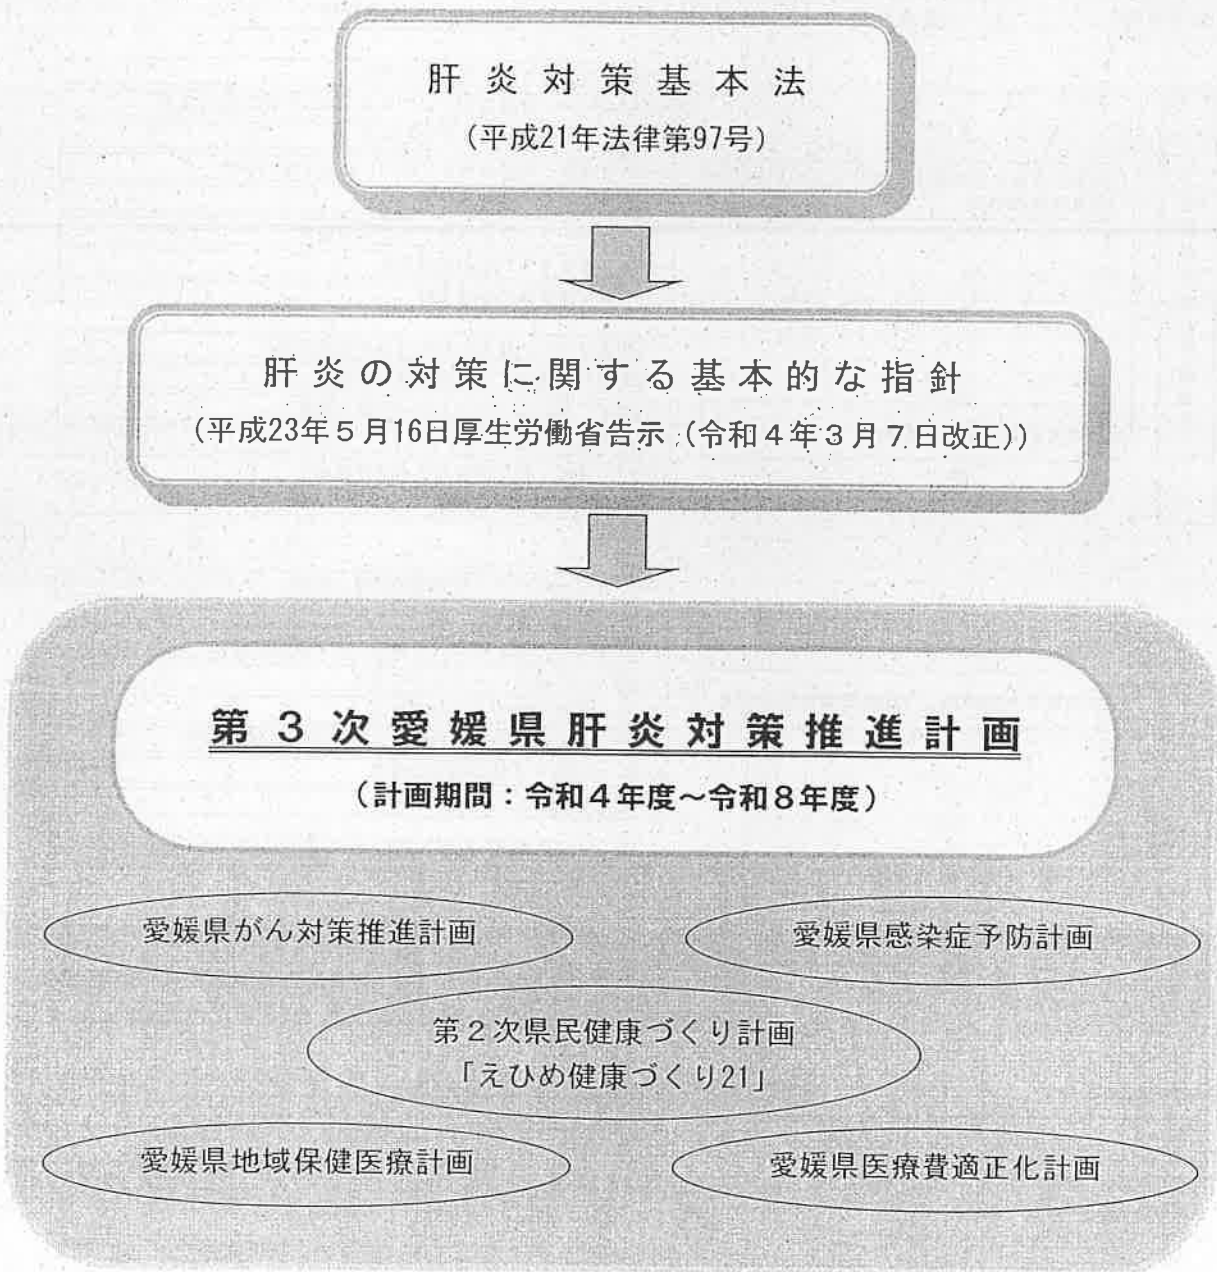 肝炎対策基本法
(平成21年法律第97号)
肝炎の対策に関する基本的な指針
(平成23年5月16日厚生労働省告示(令和4年3月7日改正))
第3次愛媛県肝炎対策推進計画
(計画期間:令和4年度~令和8年度)
愛媛県がん対策推進計画
愛媛県感染症予防計画
第2次県民健康づくり計画
「えひめ健康づくり21」
愛媛県地域保健医療計画
愛媛県医療費適正化計画